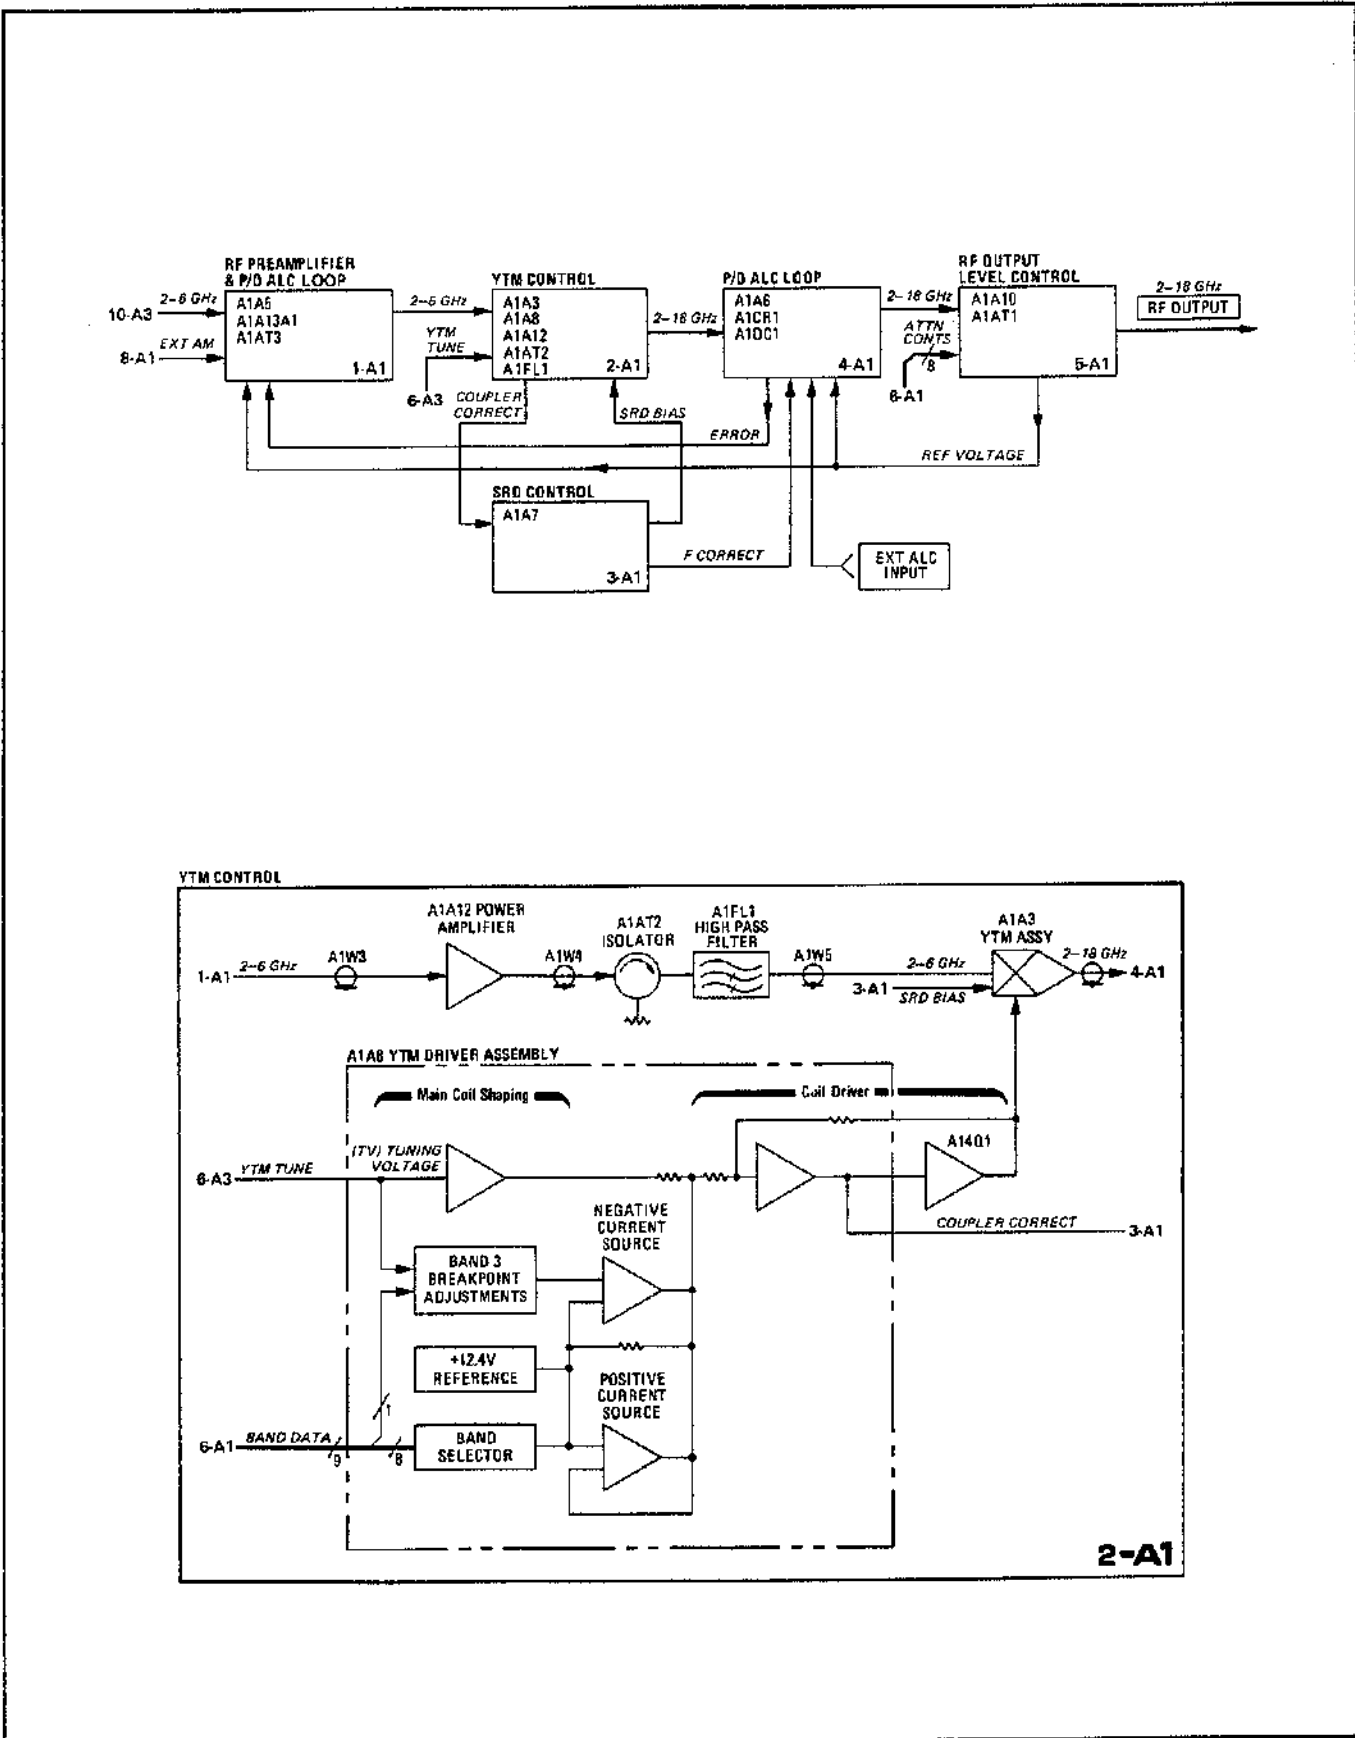 RF PREAMPLIFIER
& P/D ALC LOOP
A1A5
A1A13A1
A1AT3
1-A1
10-A3
2-6 GHz
8-A1
EXT AM
2-6 GHz
YTM
TUNE
6-A3
YTM CONTROL
A1A3
A1A8
A1A12
A1AT2
A1FL1
2-A1
COUPLER
CORRECT
SRD BIAS
2-18 GHz
P/D ALC LOOP
A1A6
A1CR1
A1DC1
4-A1
2-18 GHz
ATTN
CONTS
8
6-A1
RF OUTPUT
LEVEL CONTROL
A1A10
A1AT1
5-A1
2-18 GHz
RF OUTPUT
ERROR
REF VOLTAGE
SRD CONTROL
A1A7
3-A1
F CORRECT
EXT ALC
INPUT
YTM CONTROL
A1A12 POWER
AMPLIFIER
A1AT2
ISOLATOR
A1FL1
HIGH PASS
FILTER
A1A3
YTM ASSY
1-A1
2-6 GHz
A1W3
A1W4
A1W5
2-6 GHz
3-A1
SRD BIAS
2-18 GHz
4-A1
A1A8 YTM DRIVER ASSEMBLY
Main Coil Shaping
Coil Driver
6-A3
YTM TUNE
(TV) TUNING
VOLTAGE
A14Q1
COUPLER CORRECT
3-A1
NEGATIVE
CURRENT
SOURCE
BAND 3
BREAKPOINT
ADJUSTMENTS
+12.4V
REFERENCE
POSITIVE
CURRENT
SOURCE
1
6-A1
BAND DATA
9
8
BAND
SELECTOR
2-A1